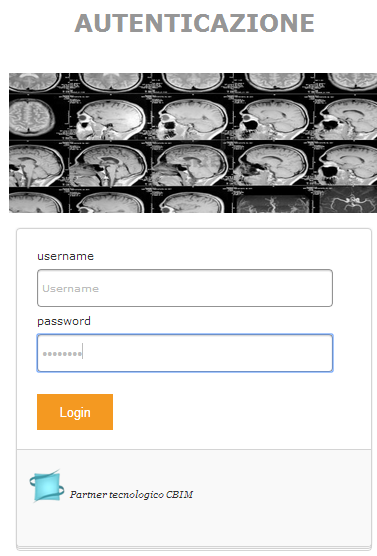 AUTENTICAZIONE
username
Username
password
••••••••
Login
Partner tecnologico CBIM